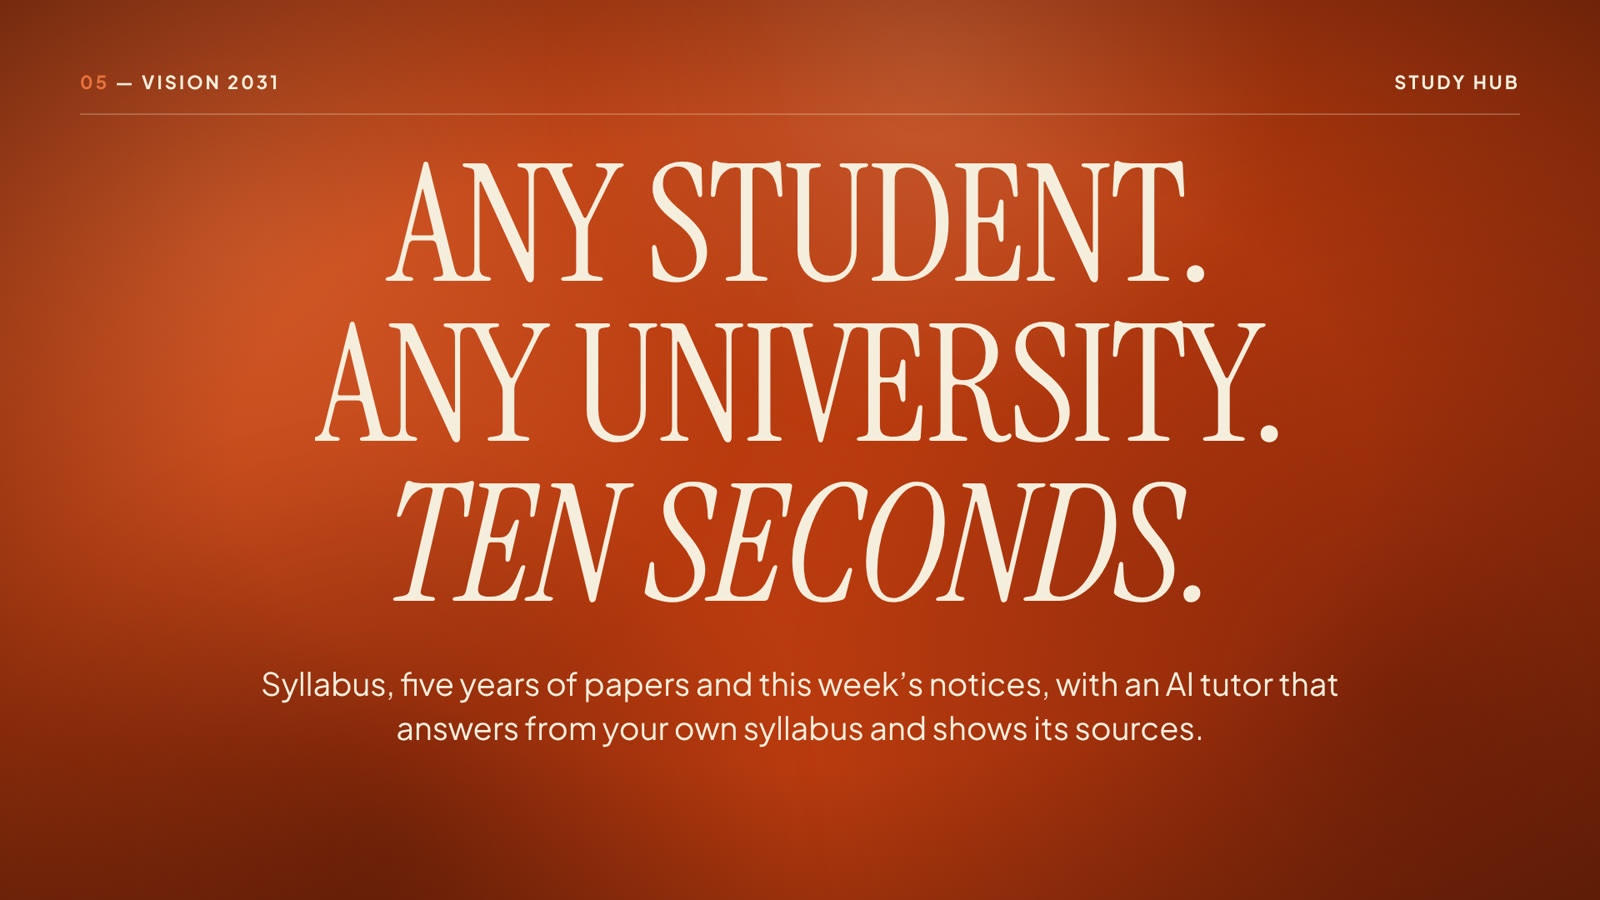 05 — VISION 2031
STUDY HUB
ANY STUDENT.
ANY UNIVERSITY.
TEN SECONDS.
Syllabus, five years of papers and this week’s notices, with an AI tutor that
answers from your own syllabus and shows its sources.